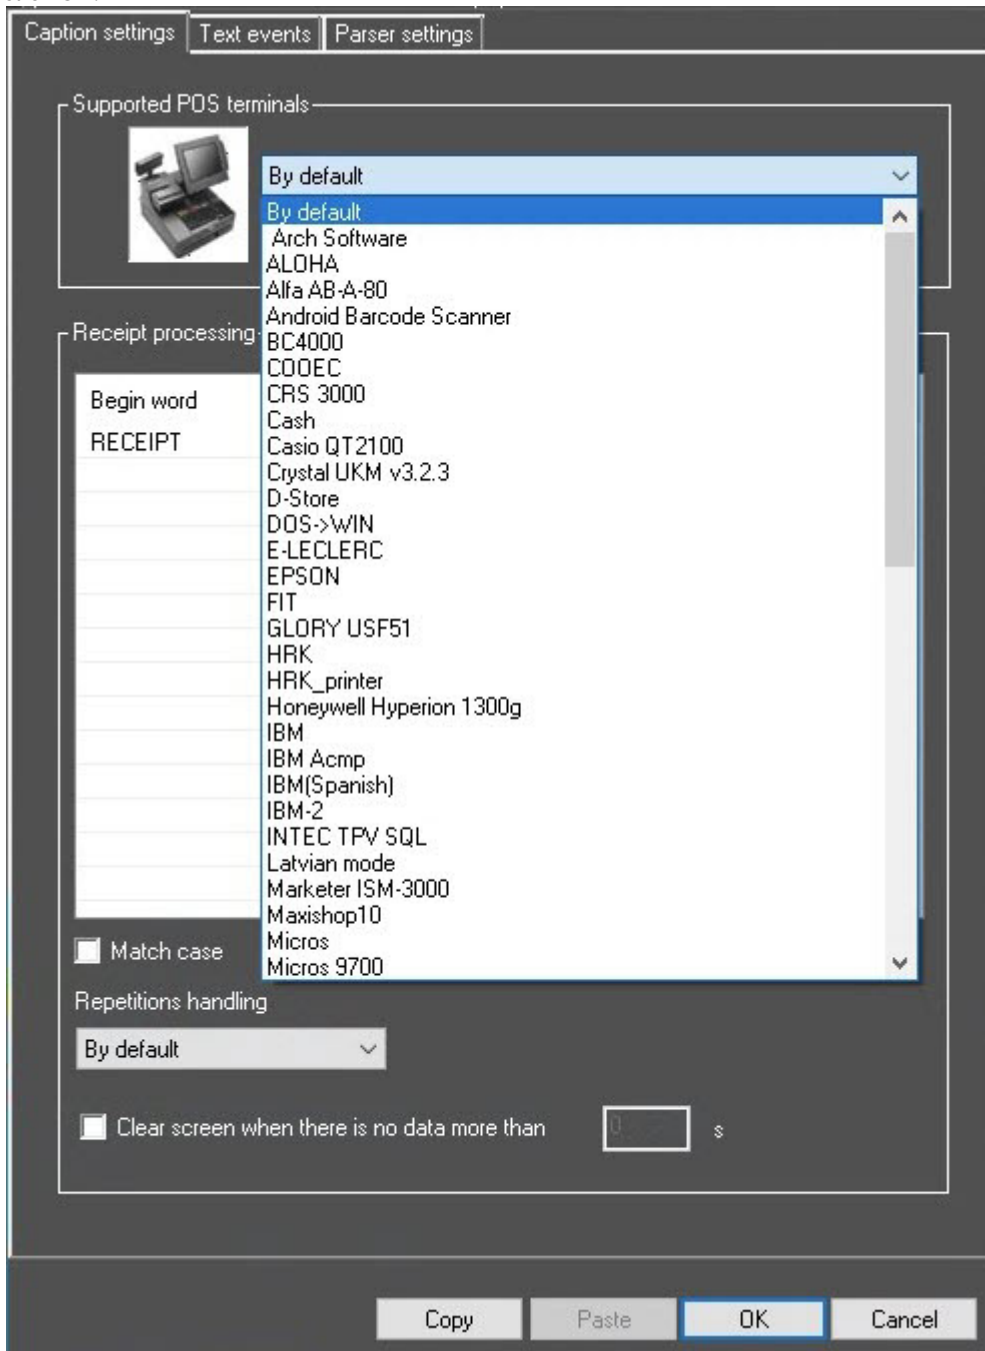 Caption settings Text events Parser settings
Supported POS terminals
By default
By default
Arch Software
ALOHA
Alfa AB-A-80
Android Barcode Scanner
BC4000
COOEC
CRS 3000
Cash
Casio QT2100
Crystal UKM v3.2.3
D-Store
DOS->WIN
E-LECLERC
EPSON
FIT
GLORY USF51
HRK
HRK_printer
Honeywell Hyperion 1300g
IBM
IBM Acmp
IBM(Spanish)
IBM-2
INTEC TPV SQL
Latvian mode
Marketer ISM-3000
Maxishop10
Micros
Micros 9700
Receipt processing
Begin word
RECEIPT
Match case
Repetitions handling
By default
Clear screen when there is no data more than 0 s
Copy Paste OK Cancel